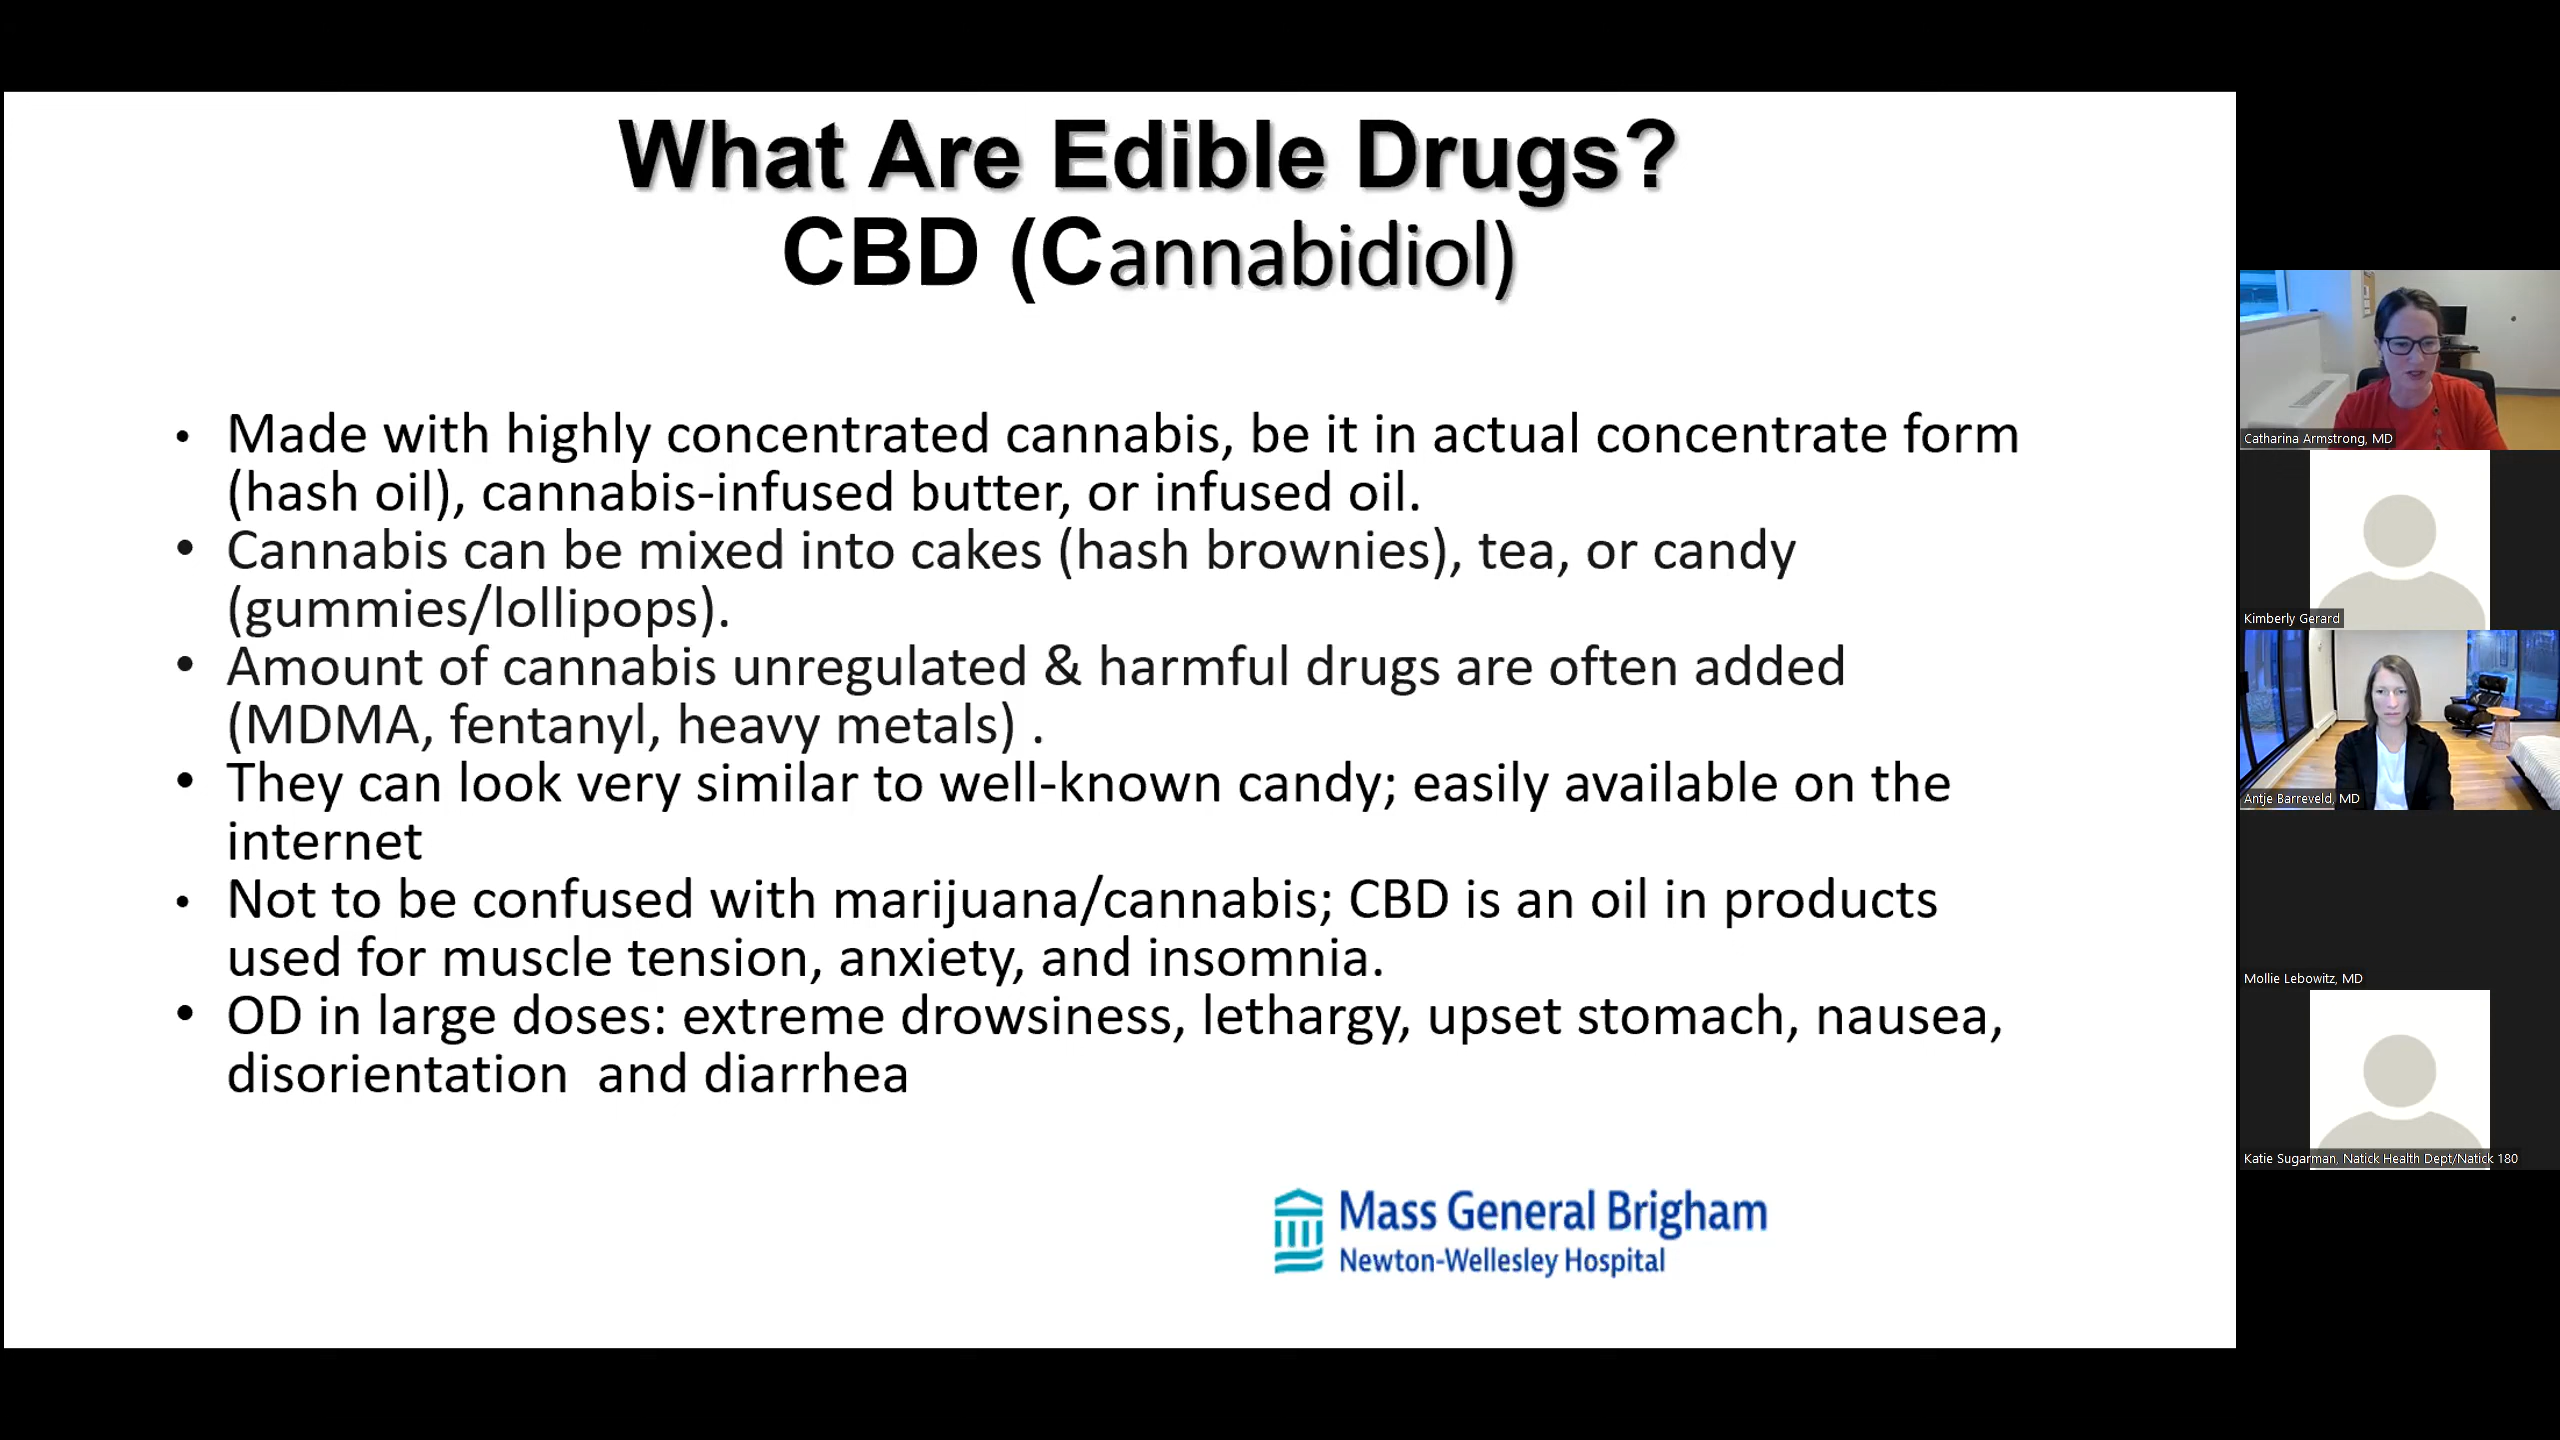 What Are Edible Drugs?
CBD (Cannabidiol)
• Made with highly concentrated cannabis, be it in actual concentrate form
(hash oil), cannabis-infused butter, or infused oil.
• Cannabis can be mixed into cakes (hash brownies), tea, or candy
(gummies/lollipops).
• Amount of cannabis unregulated & harmful drugs are often added
(MDMA, fentanyl, heavy metals) .
• They can look very similar to well-known candy; easily available on the
internet
• Not to be confused with marijuana/cannabis; CBD is an oil in products
used for muscle tension, anxiety, and insomnia.
• OD in large doses: extreme drowsiness, lethargy, upset stomach, nausea,
disorientation  and diarrhea
Mass General Brigham
Newton-Wellesley Hospital
Catharina Armstrong, MD
Kimberly Gerard
Antje Barreveld, MD
Mollie Lebowitz, MD
Katie Sugarman, Natick Health Dept/Natick 180